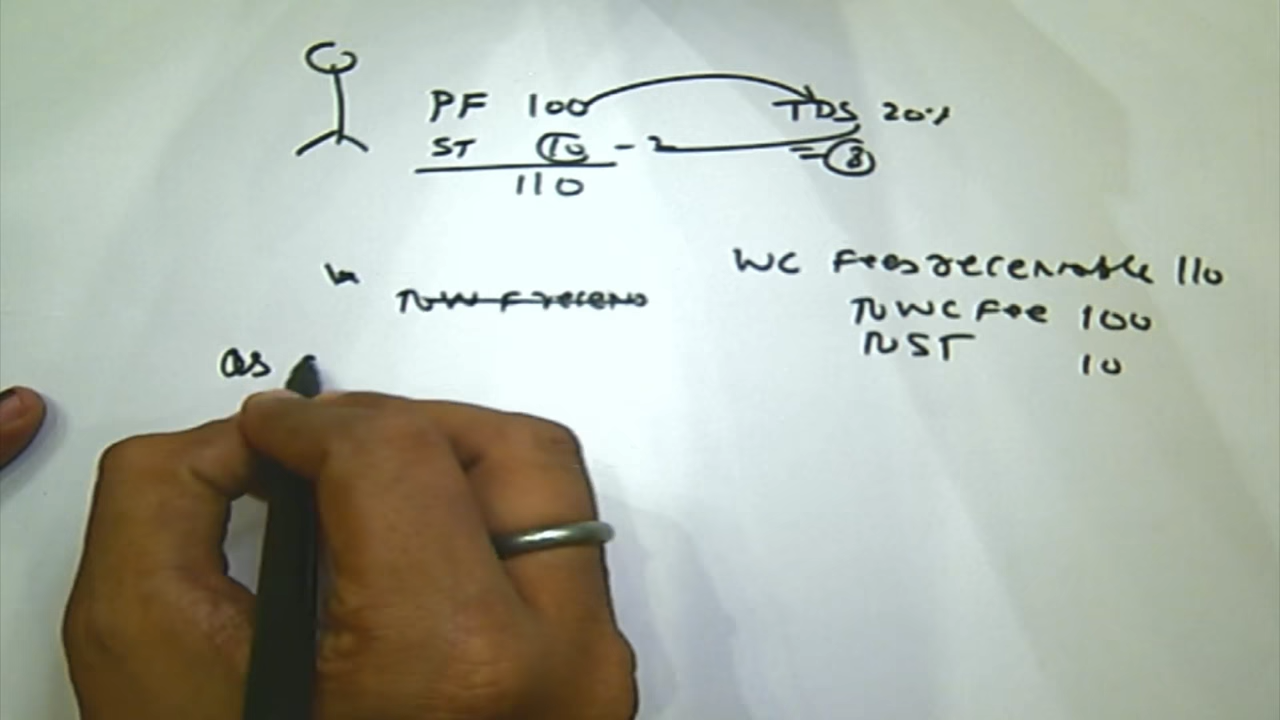 PF 100 TDS 20%
ST 10 - 2 = 8
110
WC Fees receivable 110
To WC Fee 100
To ST 10
as